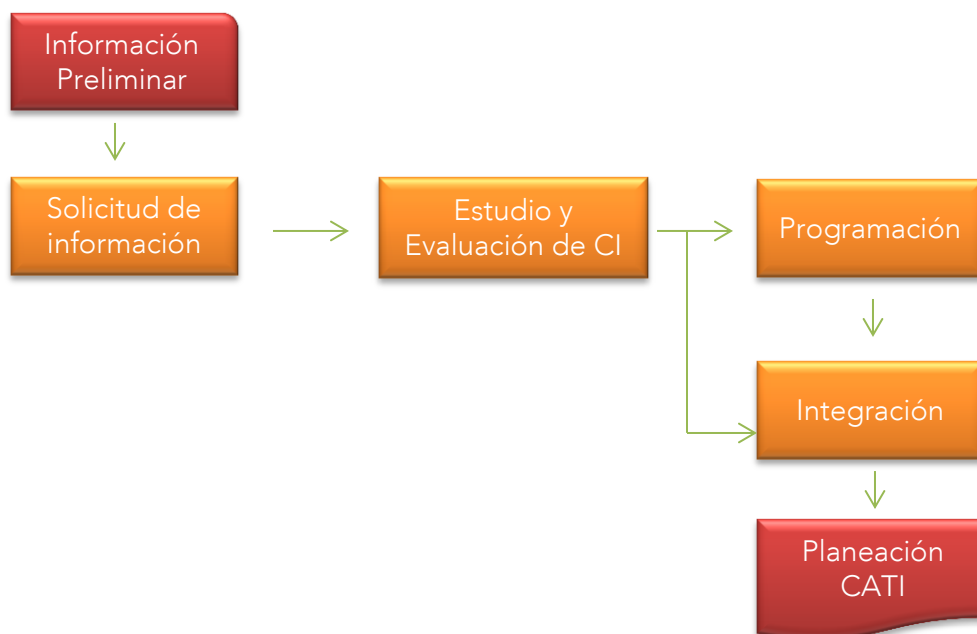 Información
Preliminar
Solicitud de
información
Estudio y
Evaluación de CI
Programación
Integración
Planeación
CATI